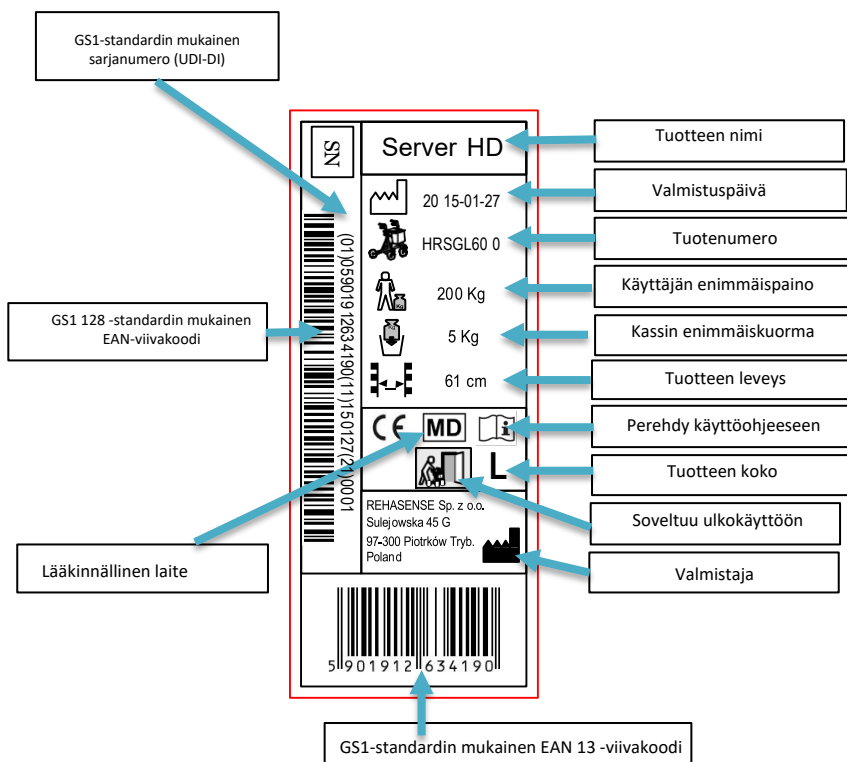 GS1-standardin mukainen
sarjanumero (UDI-DI)
SN
Server HD
Tuotteen nimi
20 15-01-27
Valmistuspäivä
HRSGL60 0
Tuotenumero
Kg
200 Kg
Käyttäjän enimmäispaino
GS1 128 -standardin mukainen
EAN-viivakoodi
(01)05901912634190(11)150127(21)0001
Kg
5 Kg
Kassin enimmäiskuorma
61 cm
Tuotteen leveys
CE MD i
Perehdy käyttöohjeeseen
L
Tuotteen koko
Soveltuu ulkokäyttöön
REHASENSE Sp. z o.o.
Sulejowska 45 G
97-300 Piotrków Tryb.
Poland
Lääkinnällinen laite
Valmistaja
5 901912 634190
GS1-standardin mukainen EAN 13 -viivakoodi